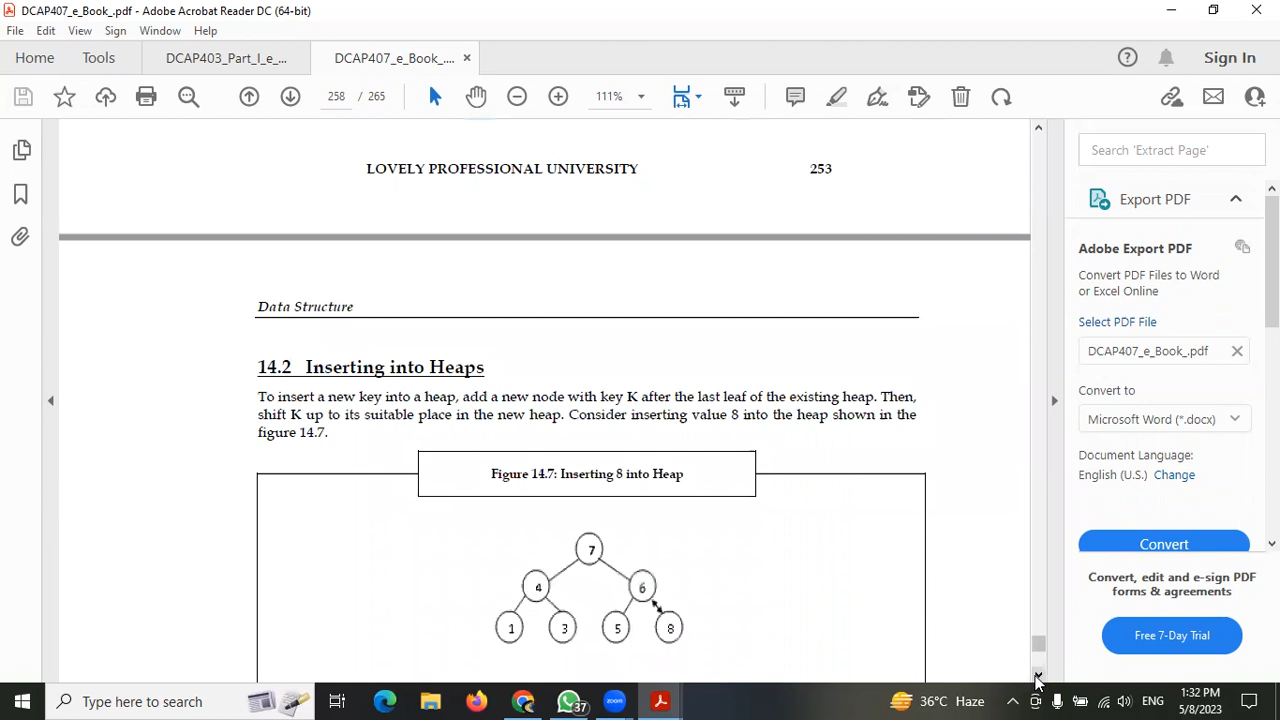 DCAP407_e_Book_.pdf - Adobe Acrobat Reader DC (64-bit)
File Edit View Sign Window Help
Home Tools DCAP403_Part_I_e_... DCAP407_e_Book_.... Sign In
258 / 265 111%
LOVELY PROFESSIONAL UNIVERSITY 253
Data Structure
14.2 Inserting into Heaps
To insert a new key into a heap, add a new node with key K after the last leaf of the existing heap. Then,
shift K up to its suitable place in the new heap. Consider inserting value 8 into the heap shown in the
figure 14.7.
Figure 14.7: Inserting 8 into Heap
7
4 6
1 3 5 8
Search 'Extract Page'
Export PDF
Adobe Export PDF
Convert PDF Files to Word
or Excel Online
Select PDF File
DCAP407_e_Book_.pdf
Convert to
Microsoft Word (*.docx)
Document Language:
English (U.S.) Change
Convert
Convert, edit and e-sign PDF
forms & agreements
Free 7-Day Trial
Type here to search
37
zoom
36°C Haze
ENG
1:32 PM
5/8/2023